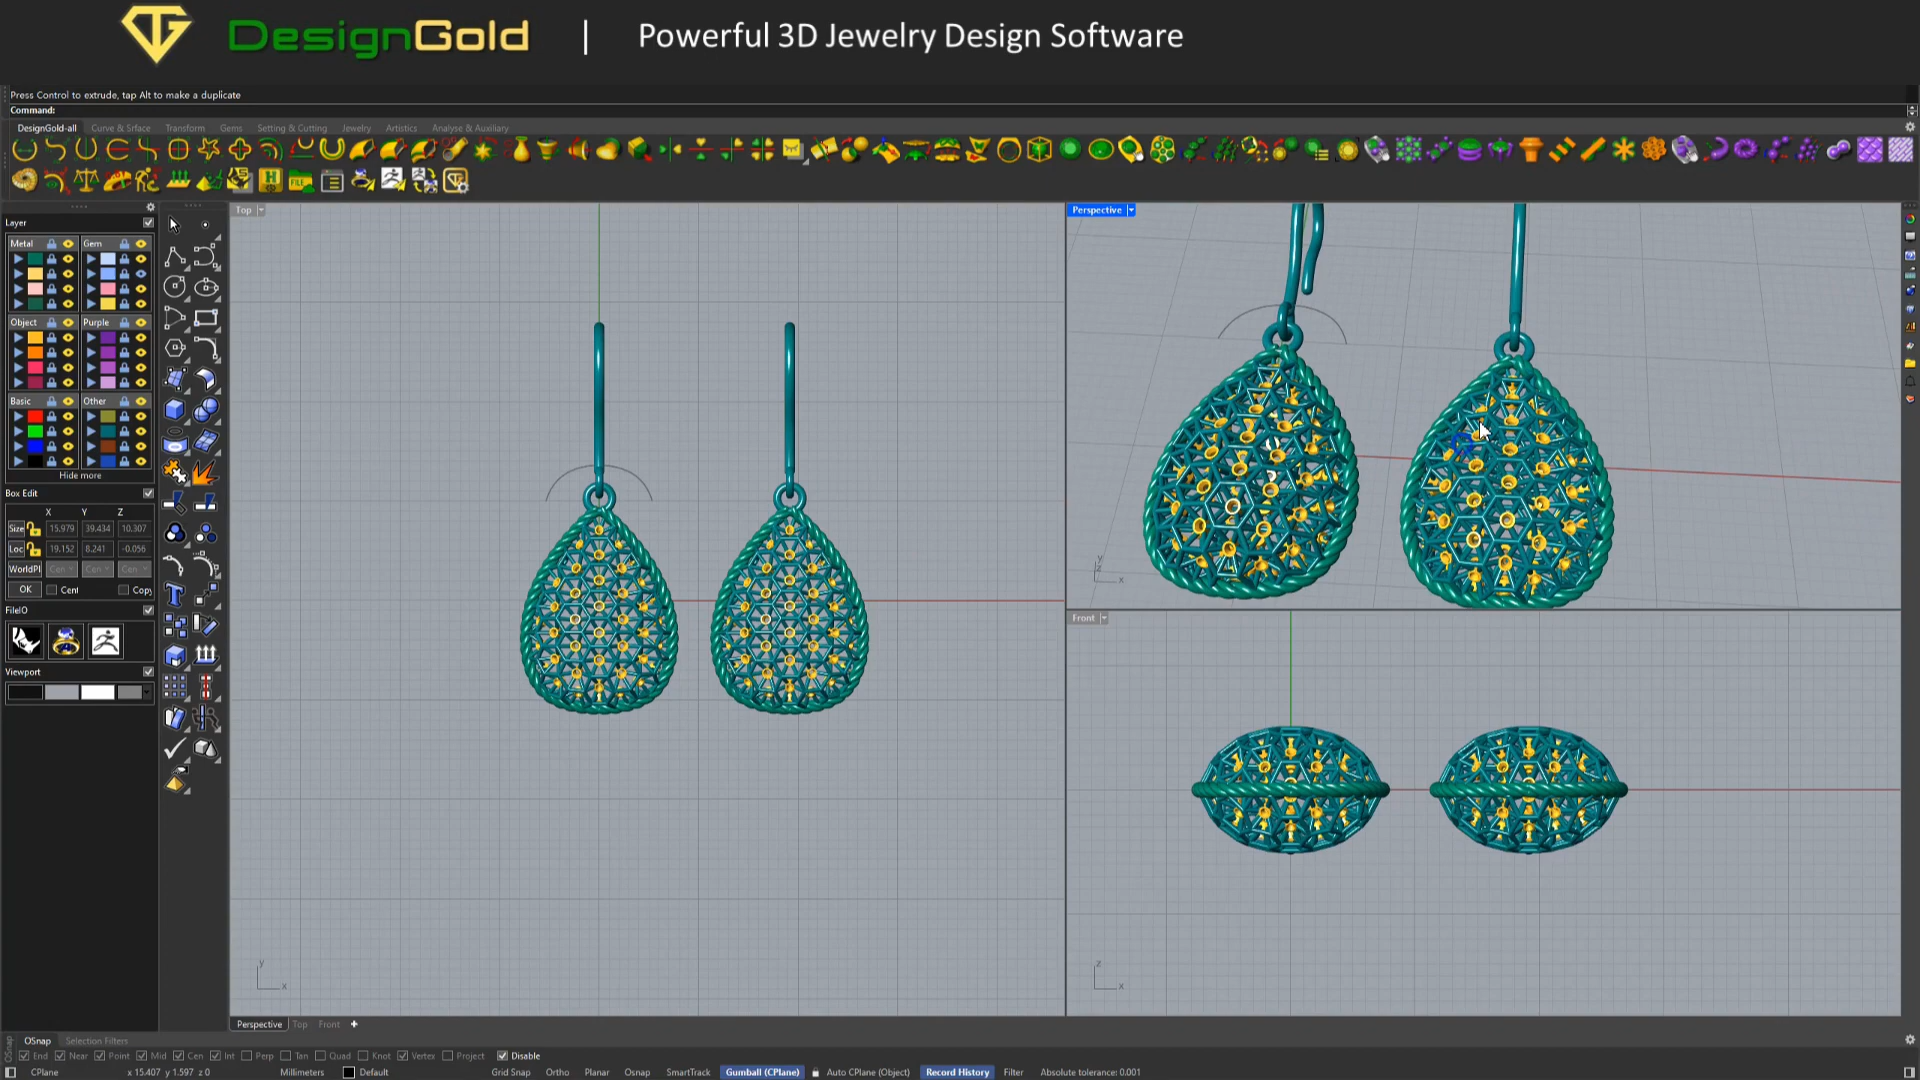 DesignGold | Powerful 3D Jewelry Design Software
Press Control to extrude, tap Alt to make a duplicate
Command:
DesignGold-all Curve & Srface Transform Gems Setting & Cutting Jewelry Artistics Analyse & Auxiliary
Layer
Metal Gem
Object Purple
Basic Other
Hide more
Box Edit
X Y Z
Size 15.979 39.434 10.307
Loc 19.152 8.241 -0.056
WorldPl Cen Cen Cen
OK Cent Copy
FileIO
Viewport
Top
Perspective
Front
y
x
z
x
Perspective Top Front
OSnap Selection Filters
OSnap
End Near Point Mid Cen Int Perp Tan Quad Knot Vertex Project Disable
CPlane x 15.407 y 1.597 z 0 Millimeters Default Grid Snap Ortho Planar Osnap SmartTrack Gumball (CPlane) Auto CPlane (Object) Record History Filter Absolute tolerance: 0.001